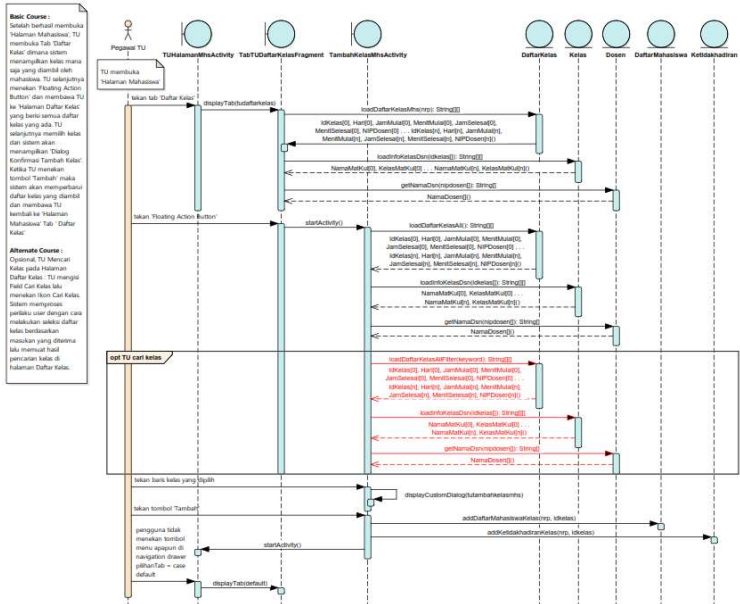 Basic Course :
Setelah berhasil membuka
'Halaman Mahasiswa', TU
membuka Tab 'Daftar
Kelas' dimana sistem
menampilkan kelas mana
saja yang diambil oleh
mahasiswa. TU selanjutnya
menekan 'Floating Action
Button' dan membawa TU
ke 'Halaman Daftar Kelas'
yang berisi semua daftar
kelas yang ada. TU
selanjutnya memilih kelas
dan sistem akan
menampilkan 'Dialog
Konfirmasi Tambah Kelas'.
Ketika TU menekan
tombol 'Tambah' maka
sistem akan memperbarui
daftar kelas yang diambil
dan membawa TU
kembali ke 'Halaman
Mahasiswa' Tab ' Daftar
Kelas'
Alternate Course :
Opsional, TU Mencari
Kelas pada Halaman
Daftar Kelas : TU mengisi
Field Cari Kelas lalu
menekan Ikon Cari Kelas.
Sistem memproses
perilaku user dengan cara
melakukan seleksi daftar
kelas berdasarkan
masukan yang diterima
lalu memuat hasil
pencarian kelas di
halaman Daftar Kelas.
Pegawai TU
TUHalamanMhsActivity
TabTUDaftarKelasFragment
TambahKelasMhsActivity
DaftarKelas
Kelas
Dosen
DaftarMahasiswa
Ketidakhadiran
TU membuka
'Halaman Mahasiswa'
tekan tab 'Daftar Kelas'
displayTab(tudaftarkelas)
loadDaftarKelasMhs(nrp): String[][]
IdKelas[0], Hari[0], JamMulai[0], MenitMulai[0], JamSelesai[0],
MenitSelesai[0], NIPDosen[0] . . . IdKelas[n], Hari[n], JamMulai[n],
MenitMulai[n], JamSelesai[n], MenitSelesai[n], NIPDosen[n]()
loadInfoKelasDsn(idkelas[]): String[][]
NamaMatKul[0], KelasMatKul[0] . . . NamaMatKul[n], KelasMatKul[n]()
getNamaDsn(nipdosen[]): String[]
NamaDosen[]()
tekan 'Floating Action Button'
startActivity()
loadDaftarKelasAll(): String[][]
IdKelas[0], Hari[0], JamMulai[0], MenitMulai[0],
JamSelesai[0], MenitSelesai[0], NIPDosen[0] . . .
IdKelas[n], Hari[n], JamMulai[n], MenitMulai[n],
JamSelesai[n], MenitSelesai[n], NIPDosen[n]()
loadInfoKelasDsn(idkelas[]): String[][]
NamaMatKul[0], KelasMatKul[0] . . .
NamaMatKul[n], KelasMatKul[n]()
getNamaDsn(nipdosen[]): String[]
NamaDosen[]()
opt TU cari kelas
loadDaftarKelasAllFilter(keyword): String[][]
IdKelas[0], Hari[0], JamMulai[0], MenitMulai[0],
JamSelesai[0], MenitSelesai[0], NIPDosen[0] . . .
IdKelas[n], Hari[n], JamMulai[n], MenitMulai[n],
JamSelesai[n], MenitSelesai[n], NIPDosen[n]()
loadInfoKelasDsn(idkelas[]): String[][]
NamaMatKul[0], KelasMatKul[0] . . .
NamaMatKul[n], KelasMatKul[n]()
getNamaDsn(nipdosen[]): String[]
NamaDosen[]()
tekan baris kelas yang dipilih
displayCustomDialog(tutambahkelasmhs)
tekan tombol 'Tambah'
addDaftarMahasiswaKelas(nrp, idkelas)
addKetidakhadiranKelas(nrp, idkelas)
pengguna tidak
menekan tombol
menu apapun di
navigation drawer
pilihanTab = case
default
startActivity()
displayTab(default)